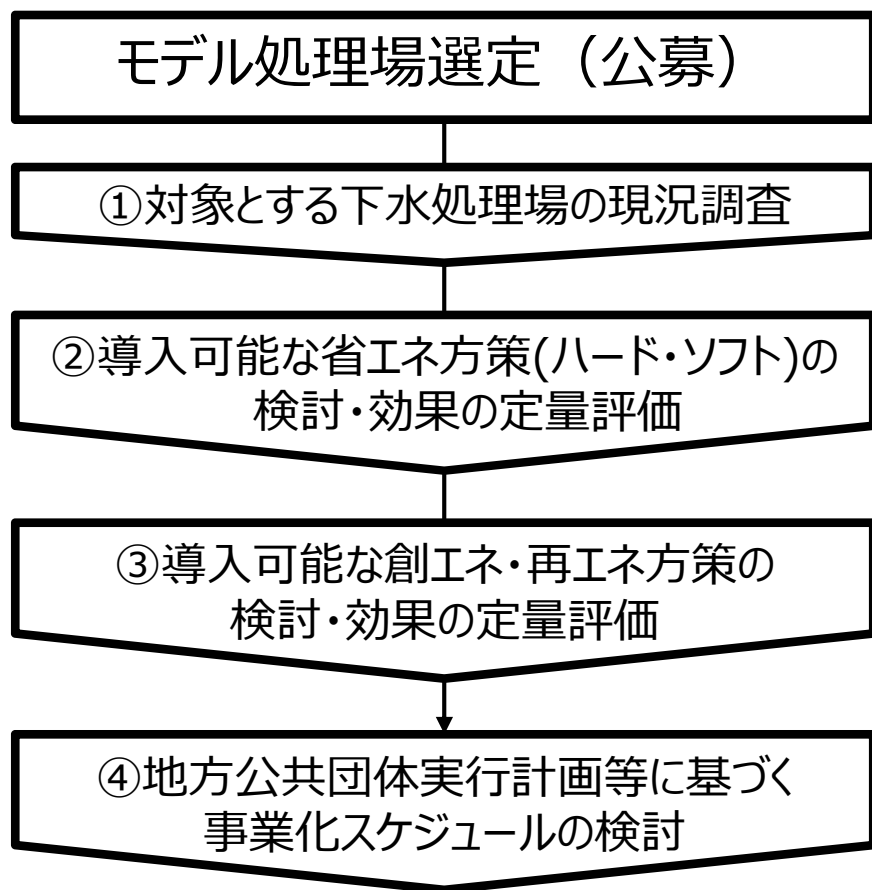 モデル処理場選定（公募）
①対象とする下水処理場の現況調査
②導入可能な省エネ方策(ハード・ソフト)の
検討・効果の定量評価
③導入可能な創エネ・再エネ方策の
検討・効果の定量評価
④地方公共団体実行計画等に基づく
事業化スケジュールの検討